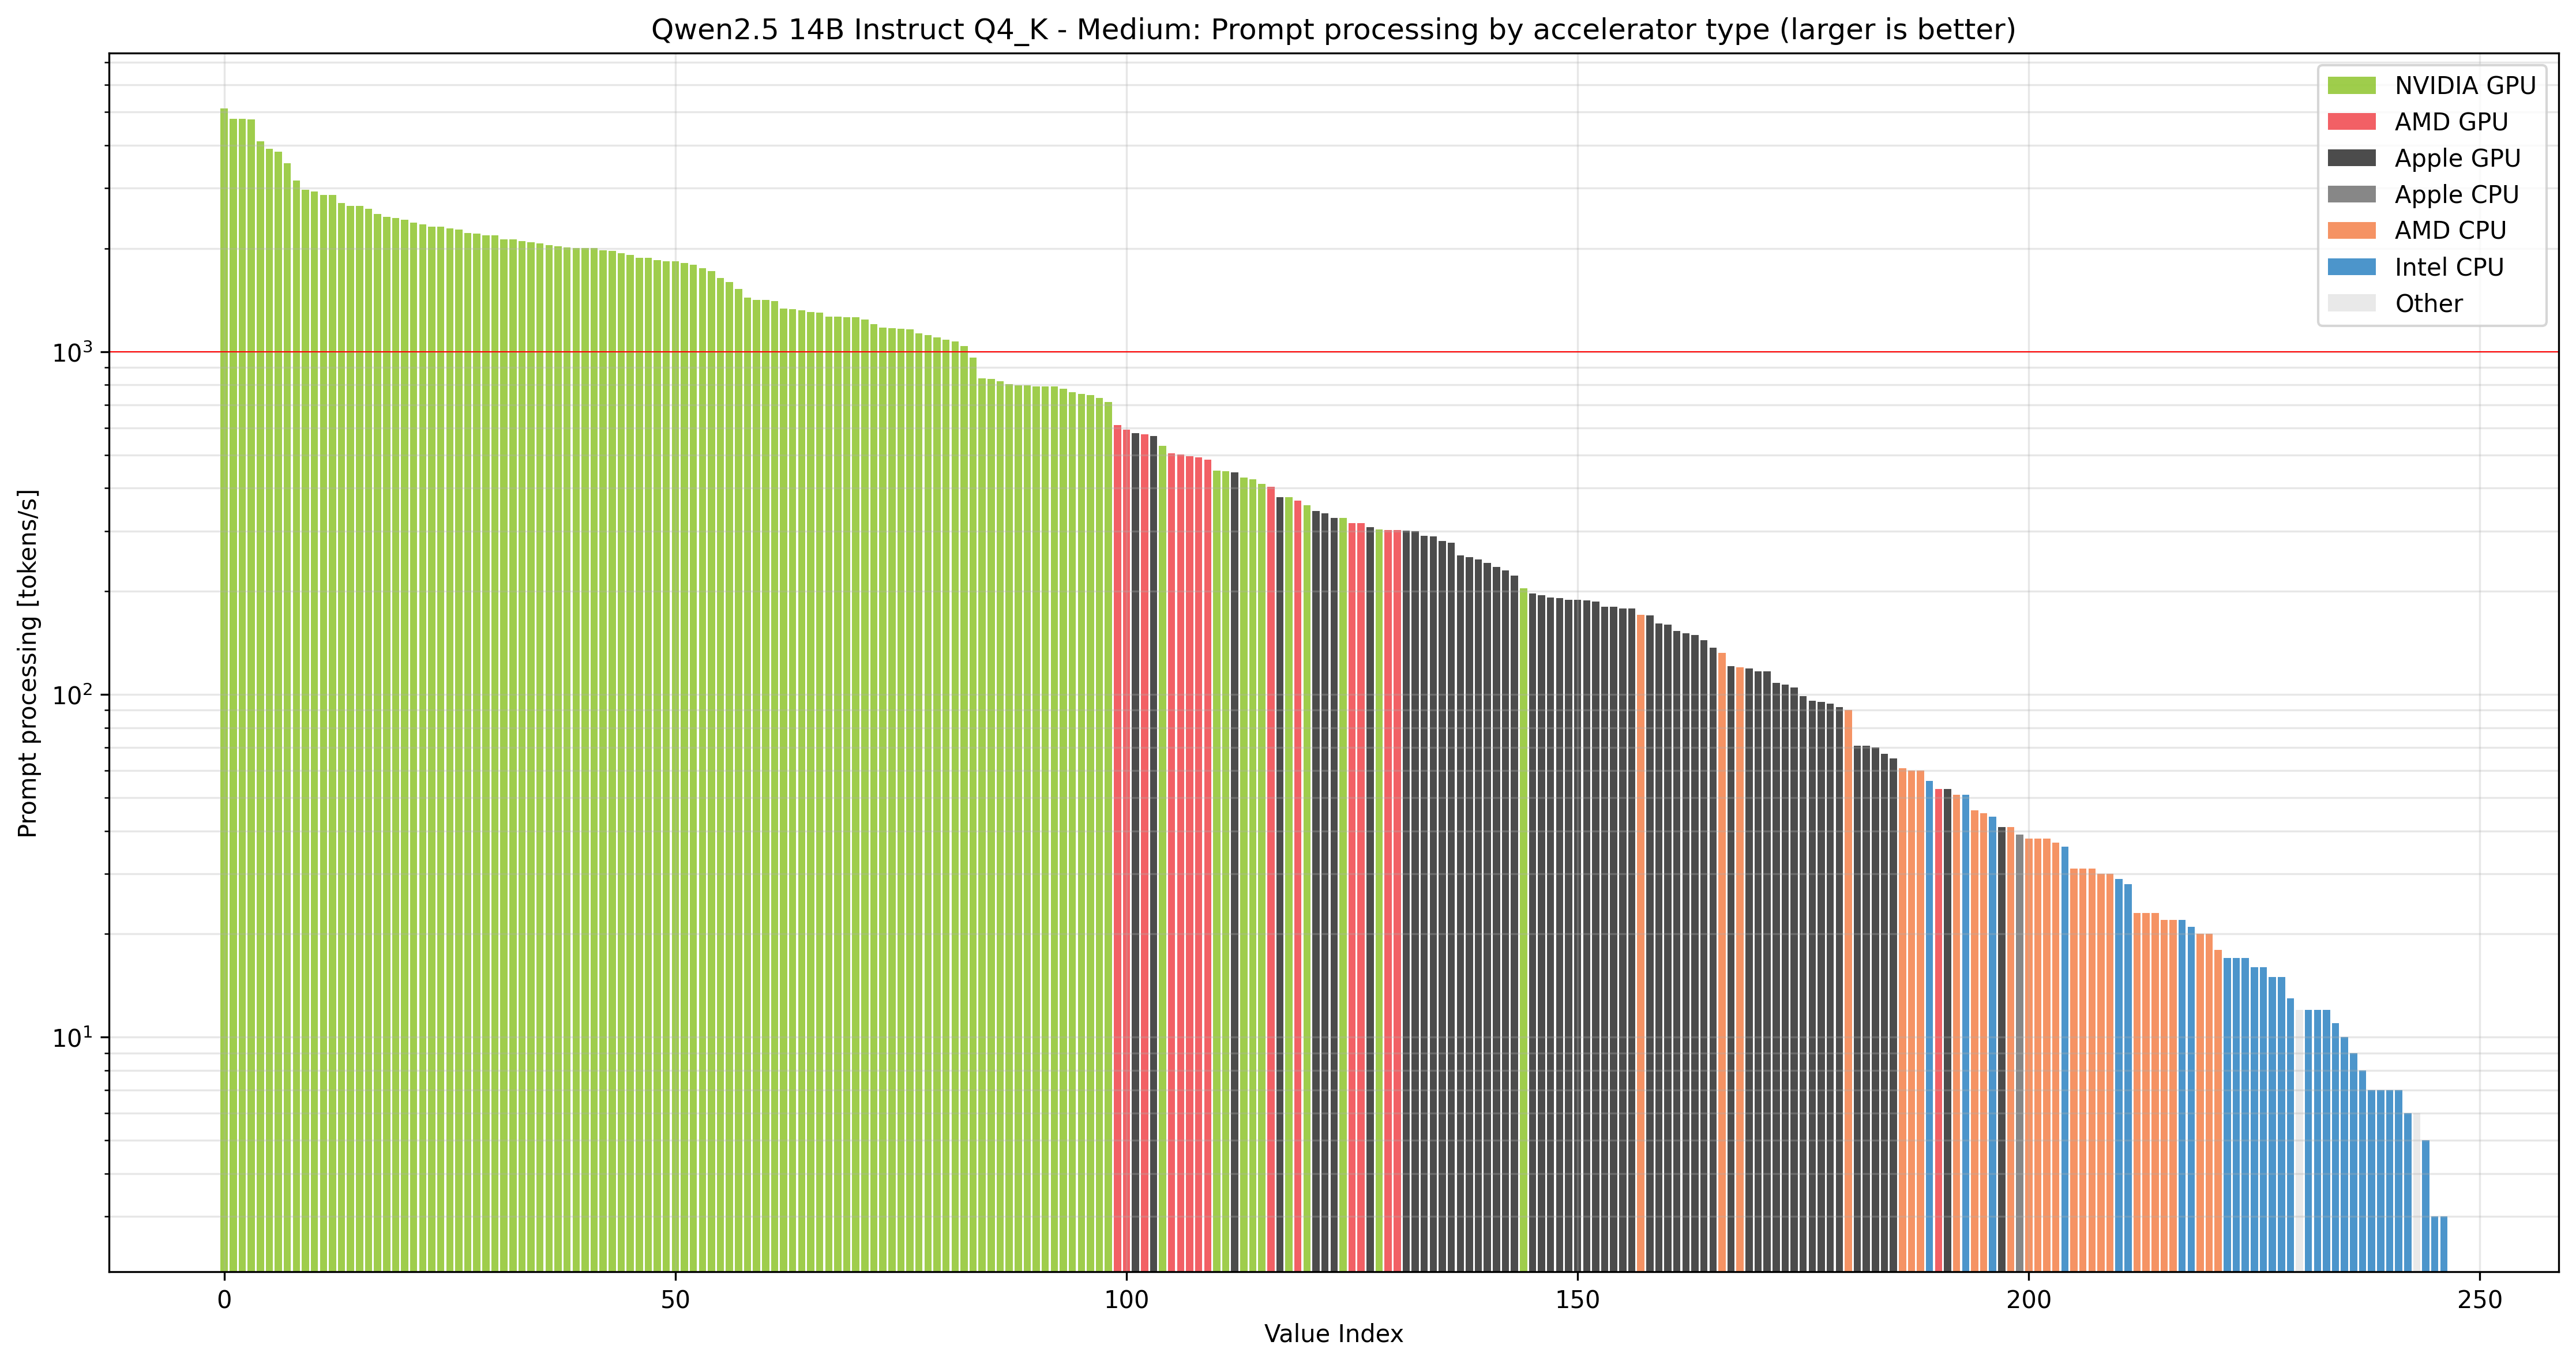 Qwen2.5 14B Instruct Q4_K - Medium: Prompt processing by accelerator type (larger is better)
NVIDIA GPU
AMD GPU
Apple GPU
Apple CPU
AMD CPU
Intel CPU
Other
Prompt processing [tokens/s]
10³
10²
10¹
0 50 100 150 200 250
Value Index